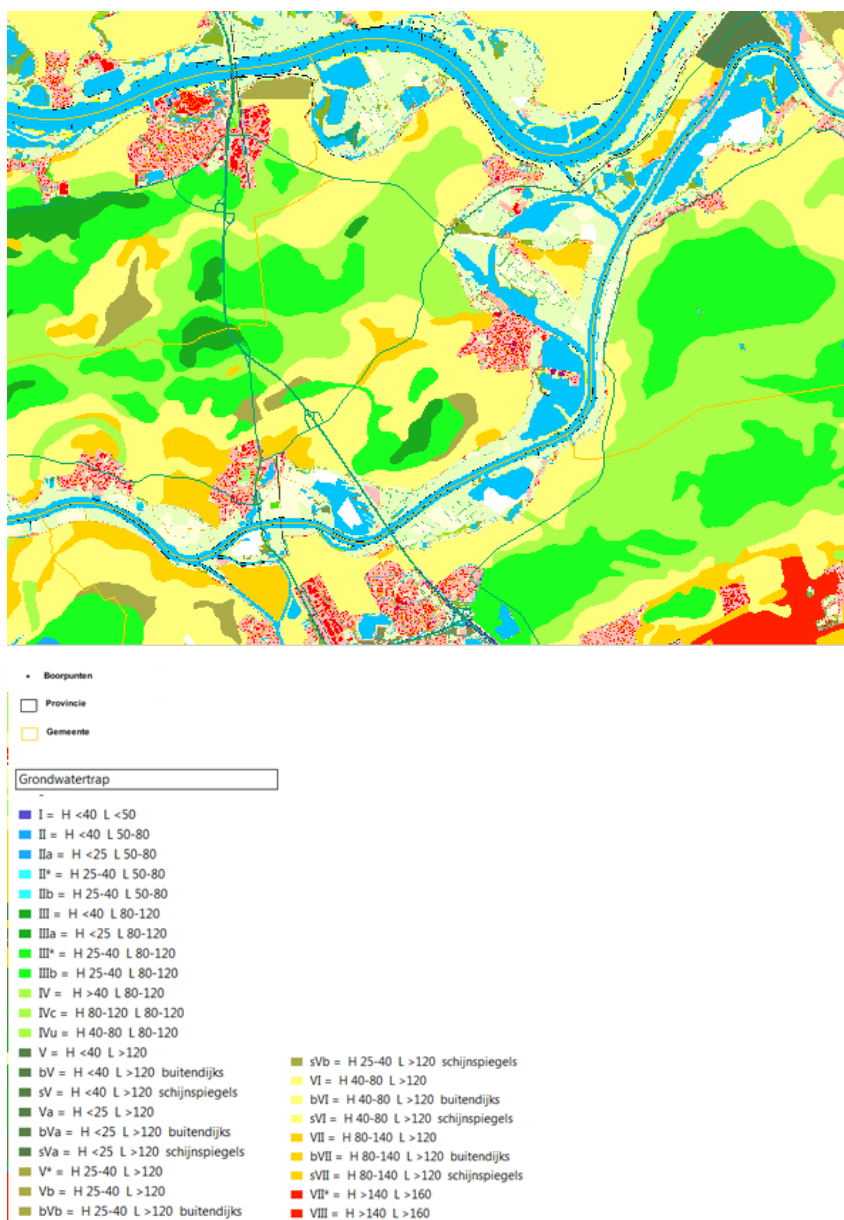 Boorpunten
Provincie
Gemeente
Grondwatertrap
-
I = H <40 L <50
II = H <40 L 50-80
IIa = H <25 L 50-80
II* = H 25-40 L 50-80
IIb = H 25-40 L 50-80
III = H <40 L 80-120
IIIa = H <25 L 80-120
III* = H 25-40 L 80-120
IIIb = H 25-40 L 80-120
IV = H >40 L 80-120
IVc = H 80-120 L 80-120
IVu = H 40-80 L 80-120
V = H <40 L >120
bV = H <40 L >120 buitendijks
sV = H <40 L >120 schijnspiegels
Va = H <25 L >120
bVa = H <25 L >120 buitendijks
sVa = H <25 L >120 schijnspiegels
V* = H 25-40 L >120
Vb = H 25-40 L >120
bVb = H 25-40 L >120 buitendijks
sVb = H 25-40 L >120 schijnspiegels
VI = H 40-80 L >120
bVI = H 40-80 L >120 buitendijks
sVI = H 40-80 L >120 schijnspiegels
VII = H 80-140 L >120
bVII = H 80-140 L >120 buitendijks
sVII = H 80-140 L >120 schijnspiegels
VII* = H >140 L >160
VIII = H >140 L >160